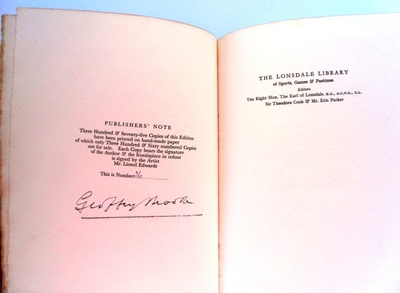 PUBLISHERS' NOTE
Three Hundred & Seventy-five Copies of this Edition
have been printed on hand-made paper
of which only Three Hundred & Sixty numbered Copies
are for sale. Each Copy bears the signature
of the Author & the frontispiece in colour
is signed by the Artist
Mr. Lionel Edwards
This is Number
Geoffrey Brooke
THE LONSDALE LIBRARY
of Sports, Games & Pastimes
Editors
The Right Hon. The Earl of Lonsdale, K.G., G.C.V.O., D.L.
Sir Theodore Cook & Mr. Eric Parker